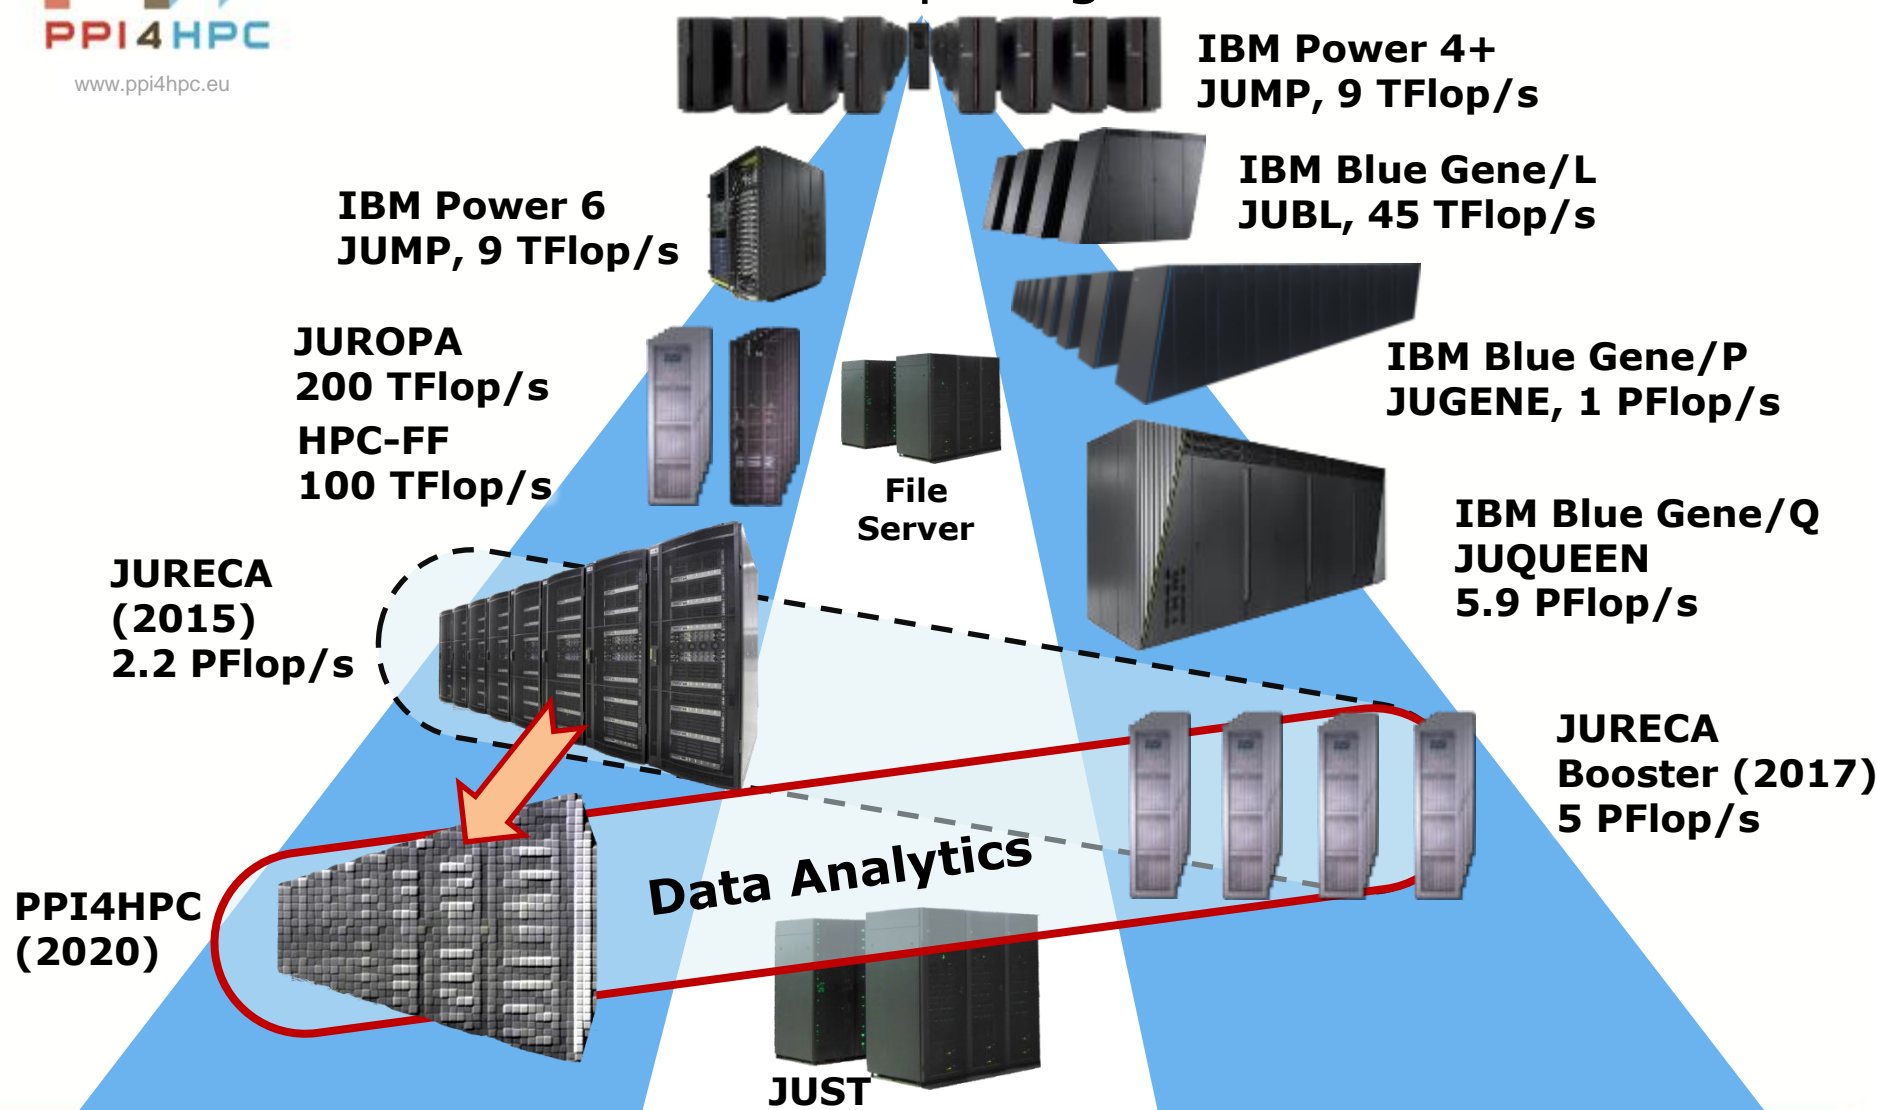 PPI4HPC
www.ppi4hpc.eu
IBM Power 4+
JUMP, 9 TFlop/s
IBM Blue Gene/L
JUBL, 45 TFlop/s
IBM Power 6
JUMP, 9 TFlop/s
JUROPA
200 TFlop/s
HPC-FF
100 TFlop/s
IBM Blue Gene/P
JUGENE, 1 PFlop/s
File
Server
IBM Blue Gene/Q
JUQUEEN
5.9 PFlop/s
JURECA
(2015)
2.2 PFlop/s
JURECA
Booster (2017)
5 PFlop/s
Data Analytics
PPI4HPC
(2020)
JUST